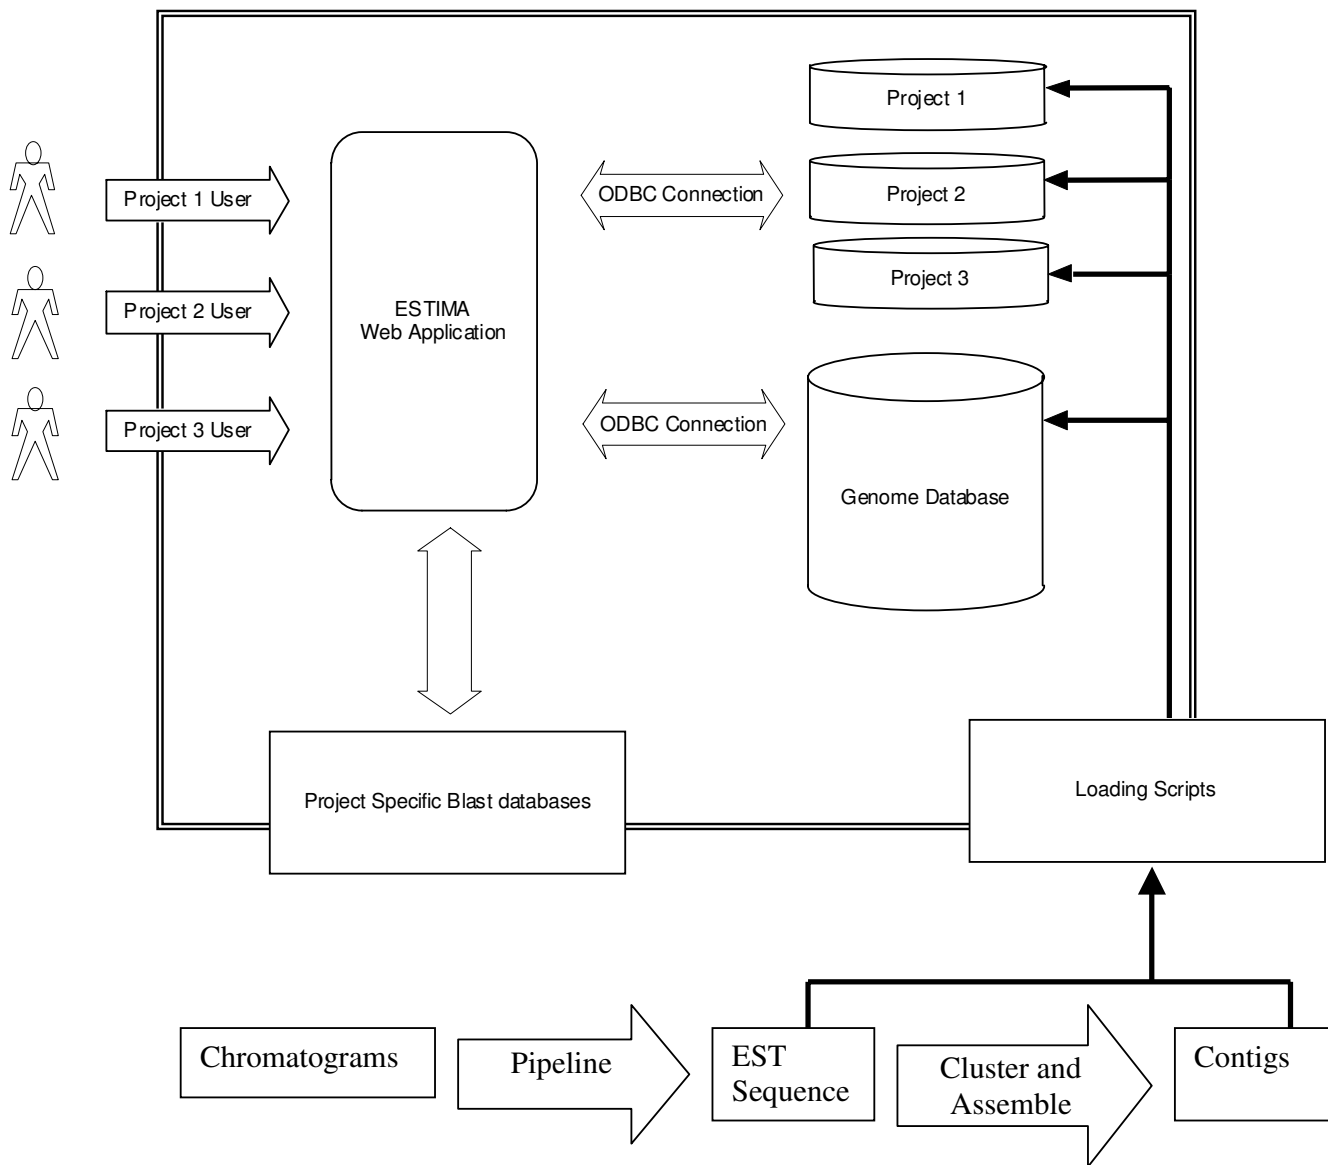 Project 1
Project 1 User
ODBC Connection
Project 2
Project 2 User
ESTIMA
Web Application
Project 3
Project 3 User
ODBC Connection
Genome Database
Project Specific Blast databases
Loading Scripts
Chromatograms
Pipeline
EST
Sequence
Cluster and
Assemble
Contigs